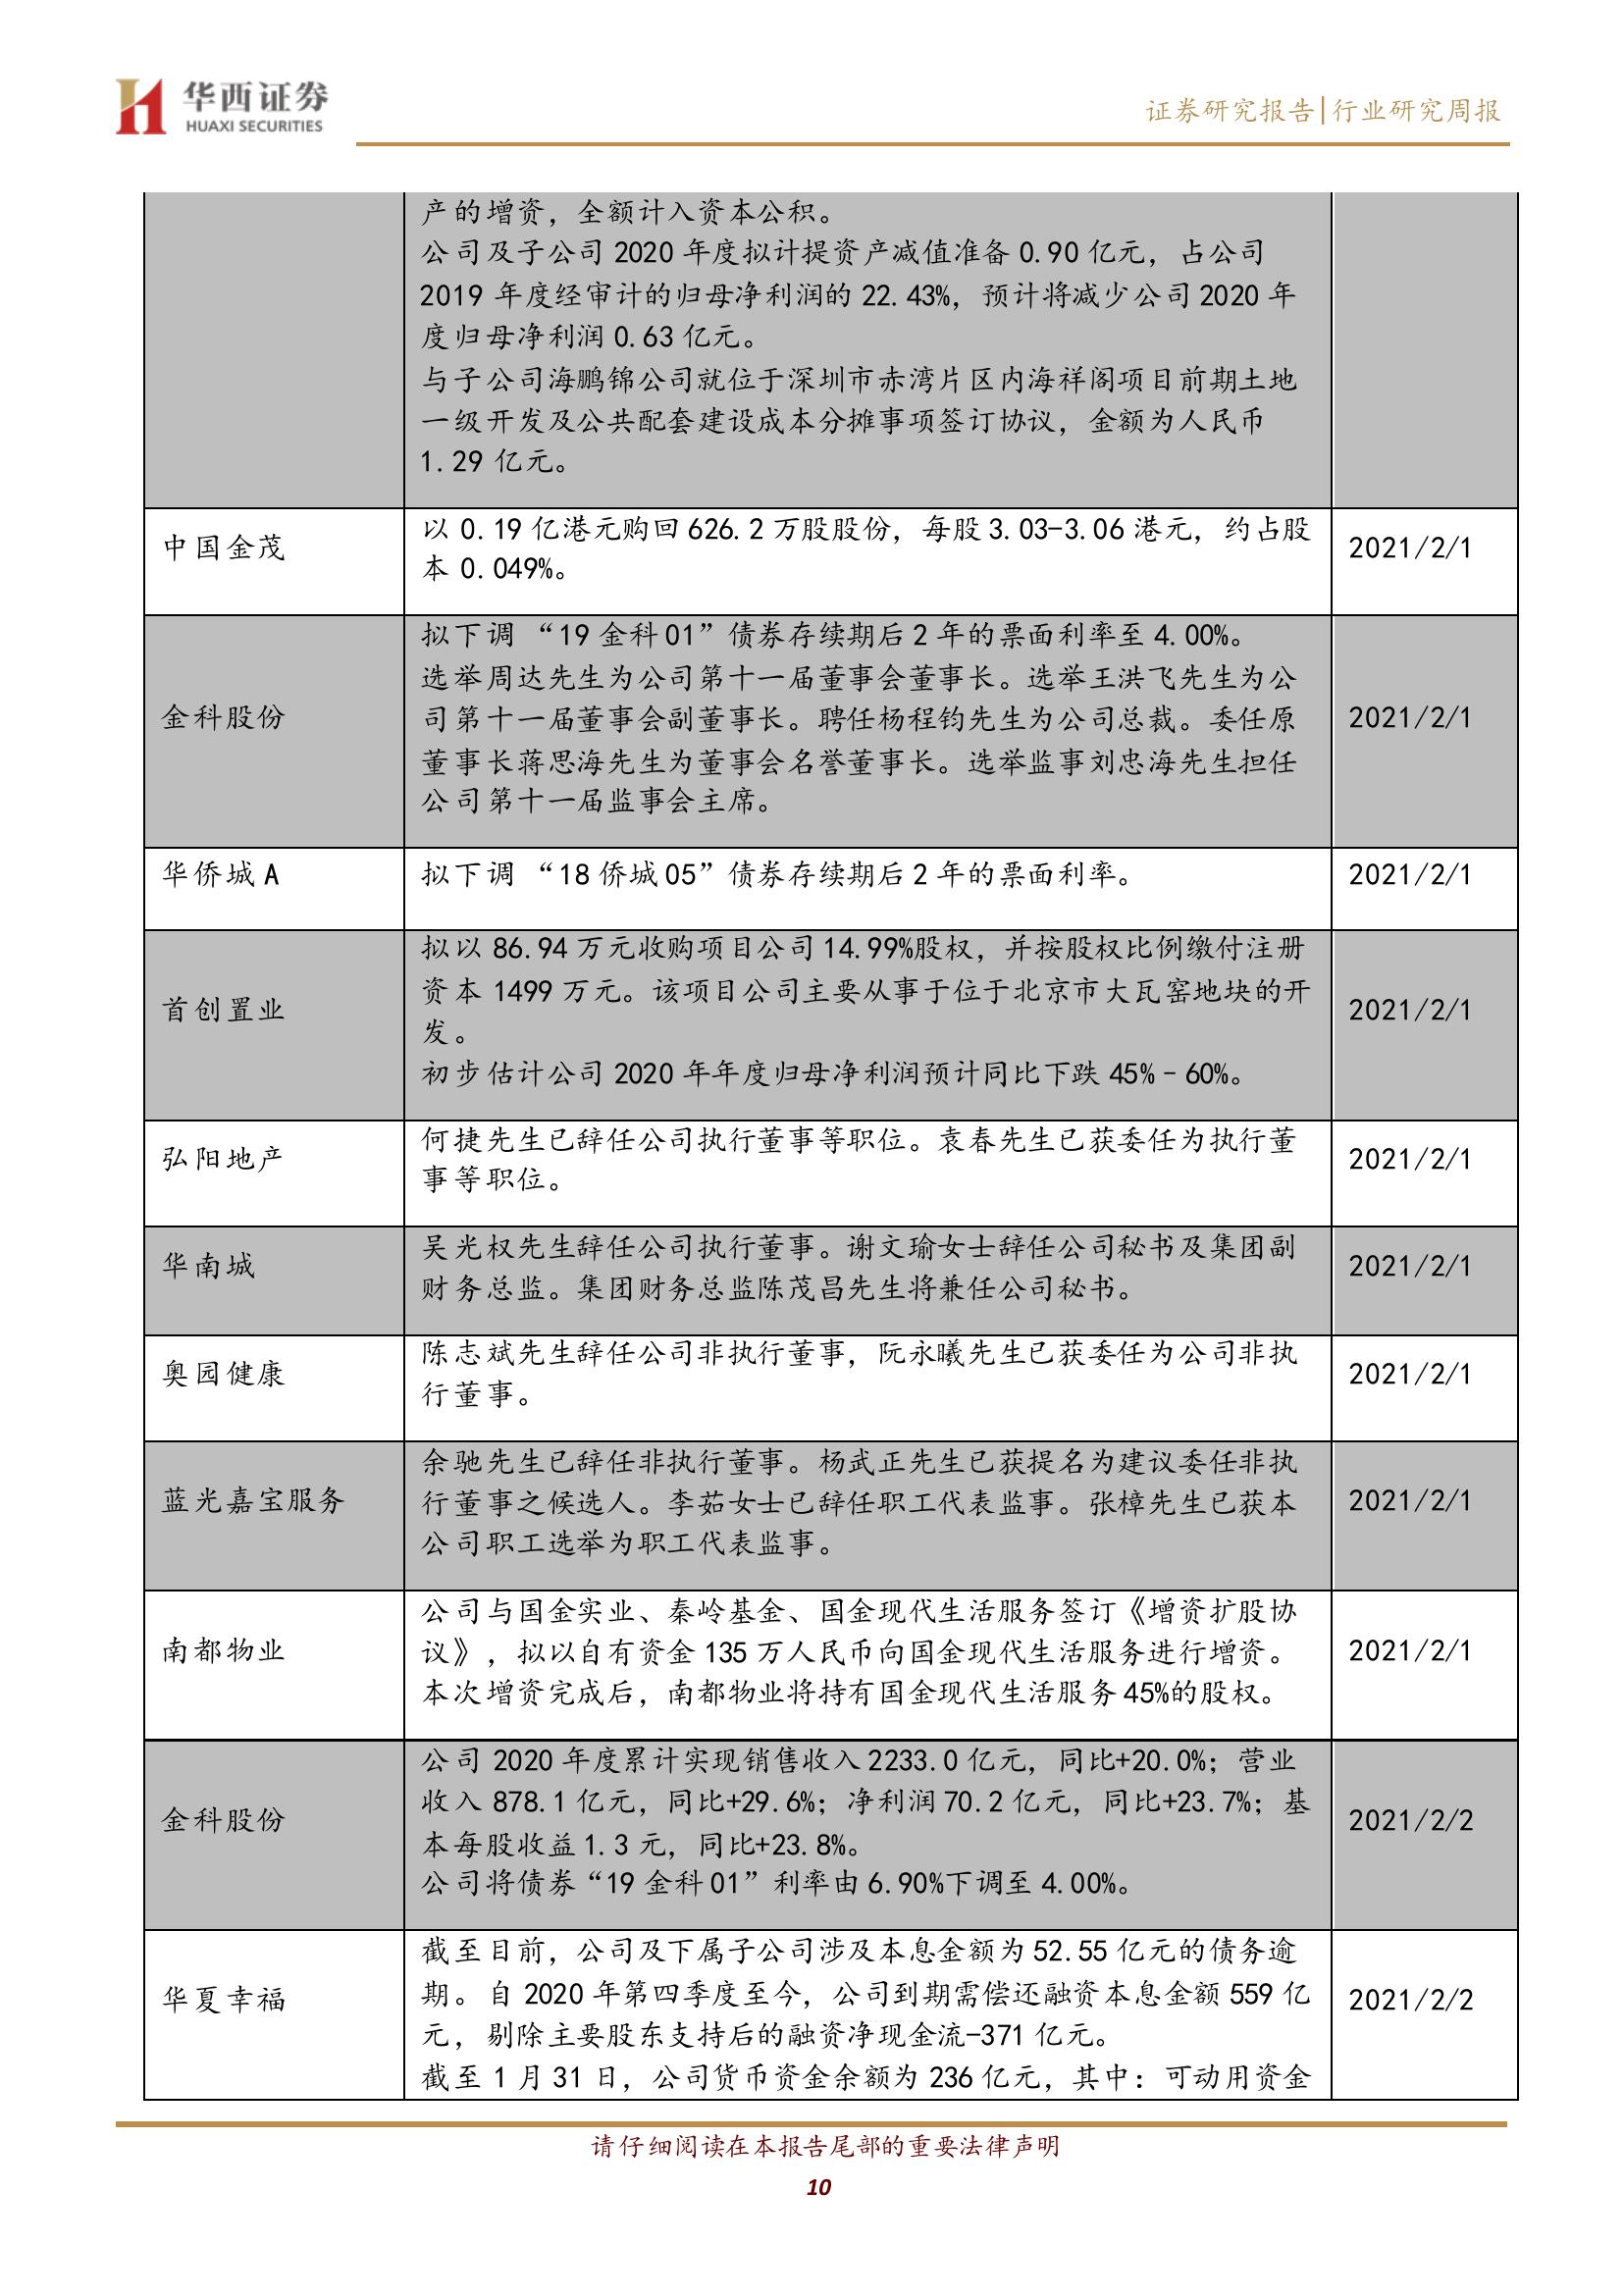 华西证券
HUAXI SECURITIES
证券研究报告|行业研究周报
产的增资，全额计入资本公积。
公司及子公司 2020 年度拟计提资产减值准备 0.90 亿元，占公司
2019 年度经审计的归母净利润的 22.43%，预计将减少公司 2020 年
度归母净利润 0.63 亿元。
与子公司海鹏锦公司就位于深圳市赤湾片区内海祥阁项目前期土地
一级开发及公共配套建设成本分摊事项签订协议，金额为人民币
1.29 亿元。
中国金茂
以 0.19 亿港元购回 626.2 万股股份，每股 3.03-3.06 港元，约占股
本 0.049%。
2021/2/1
金科股份
拟下调 “19 金科 01” 债券存续期后 2 年的票面利率至 4.00%。
选举周达先生为公司第十一届董事会董事长。选举王洪飞先生为公
司第十一届董事会副董事长。聘任杨程钧先生为公司总裁。委任原
董事长蒋思海先生为董事会名誉董事长。选举监事刘忠海先生担任
公司第十一届监事会主席。
2021/2/1
华侨城 A
拟下调 “18 侨城 05” 债券存续期后 2 年的票面利率。
2021/2/1
首创置业
拟以 86.94 万元收购项目公司 14.99%股权，并按股权比例缴付注册
资本 1499 万元。该项目公司主要从事于位于北京市大瓦窑地块的开
发。
初步估计公司 2020 年年度归母净利润预计同比下跌 45%–60%。
2021/2/1
弘阳地产
何捷先生已辞任公司执行董事等职位。袁春先生已获委任为执行董
事等职位。
2021/2/1
华南城
吴光权先生辞任公司执行董事。谢文瑜女士辞任公司秘书及集团副
财务总监。集团财务总监陈茂昌先生将兼任公司秘书。
2021/2/1
奥园健康
陈志斌先生辞任公司非执行董事，阮永曦先生已获委任为公司非执
行董事。
2021/2/1
蓝光嘉宝服务
余驰先生已辞任非执行董事。杨武正先生已获提名为建议委任非执
行董事之候选人。李茹女士已辞任职工代表监事。张樟先生已获本
公司职工选举为职工代表监事。
2021/2/1
南都物业
公司与国金实业、秦岭基金、国金现代生活服务签订《增资扩股协
议》，拟以自有资金 135 万人民币向国金现代生活服务进行增资。
本次增资完成后，南都物业将持有国金现代生活服务 45%的股权。
2021/2/1
金科股份
公司 2020 年度累计实现销售收入 2233.0 亿元，同比+20.0%；营业
收入 878.1 亿元，同比+29.6%；净利润 70.2 亿元，同比+23.7%；基
本每股收益 1.3 元，同比+23.8%。
公司将债券“19 金科 01”利率由 6.90%下调至 4.00%。
2021/2/2
华夏幸福
截至目前，公司及下属子公司涉及本息金额为 52.55 亿元的债务逾
期。自 2020 年第四季度至今，公司到期需偿还融资本息金额 559 亿
元，剔除主要股东支持后的融资净现金流-371 亿元。
截至 1 月 31 日，公司货币资金余额为 236 亿元，其中：可动用资金
2021/2/2
请仔细阅读在本报告尾部的重要法律声明
10